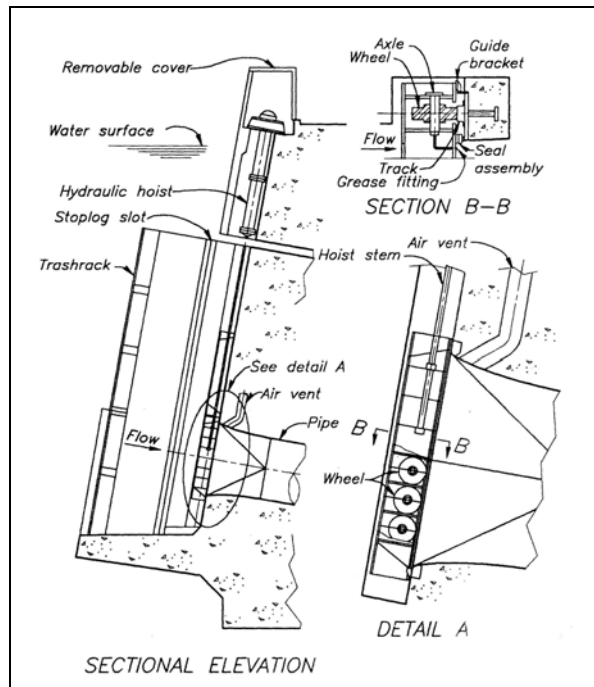 Removable cover
Water surface
Hydraulic hoist
Stoplog slot
Trashrack
See detail A
Air vent
Pipe
Flow
SECTIONAL ELEVATION
Axle
Wheel
Guide
bracket
Flow
Seal
assembly
Track
Grease fitting
SECTION B-B
Air vent
Hoist stem
B
B
Wheel
DETAIL A